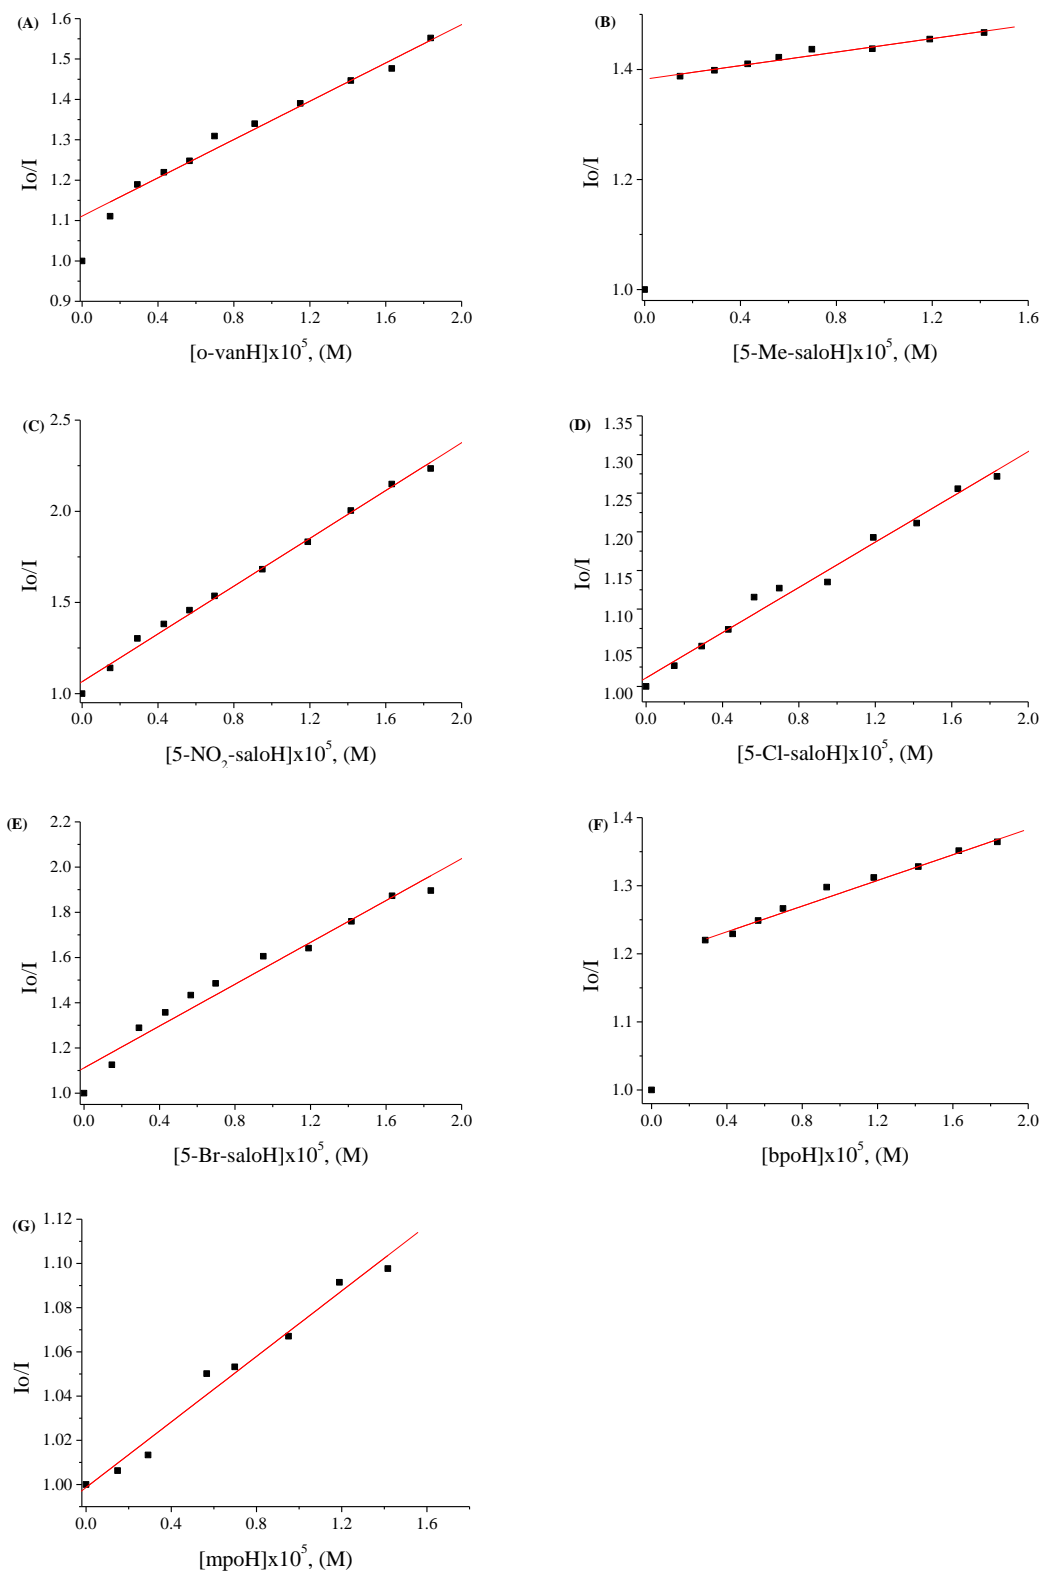 (A)
1.6
1.5
1.4
1.3
1.2
1.1
1.0
0.9
Io/I
0.0 0.4 0.8 1.2 1.6 2.0
[o-vanH]x10⁵, (M)
(B)
1.4
1.2
1.0
Io/I
0.0 0.4 0.8 1.2 1.6
[5-Me-saloH]x10⁵, (M)
(C)
2.5
2.0
1.5
1.0
Io/I
0.0 0.4 0.8 1.2 1.6 2.0
[5-NO₂-saloH]x10⁵, (M)
(D)
1.35
1.30
1.25
1.20
1.15
1.10
1.05
1.00
Io/I
0.0 0.4 0.8 1.2 1.6 2.0
[5-Cl-saloH]x10⁵, (M)
(E)
2.2
2.0
1.8
1.6
1.4
1.2
1.0
Io/I
0.0 0.4 0.8 1.2 1.6 2.0
[5-Br-saloH]x10⁵, (M)
(F)
1.4
1.3
1.2
1.1
1.0
Io/I
0.0 0.4 0.8 1.2 1.6 2.0
[bpoH]x10⁵, (M)
(G)
1.12
1.10
1.08
1.06
1.04
1.02
1.00
Io/I
0.0 0.4 0.8 1.2 1.6
[mpoH]x10⁵, (M)